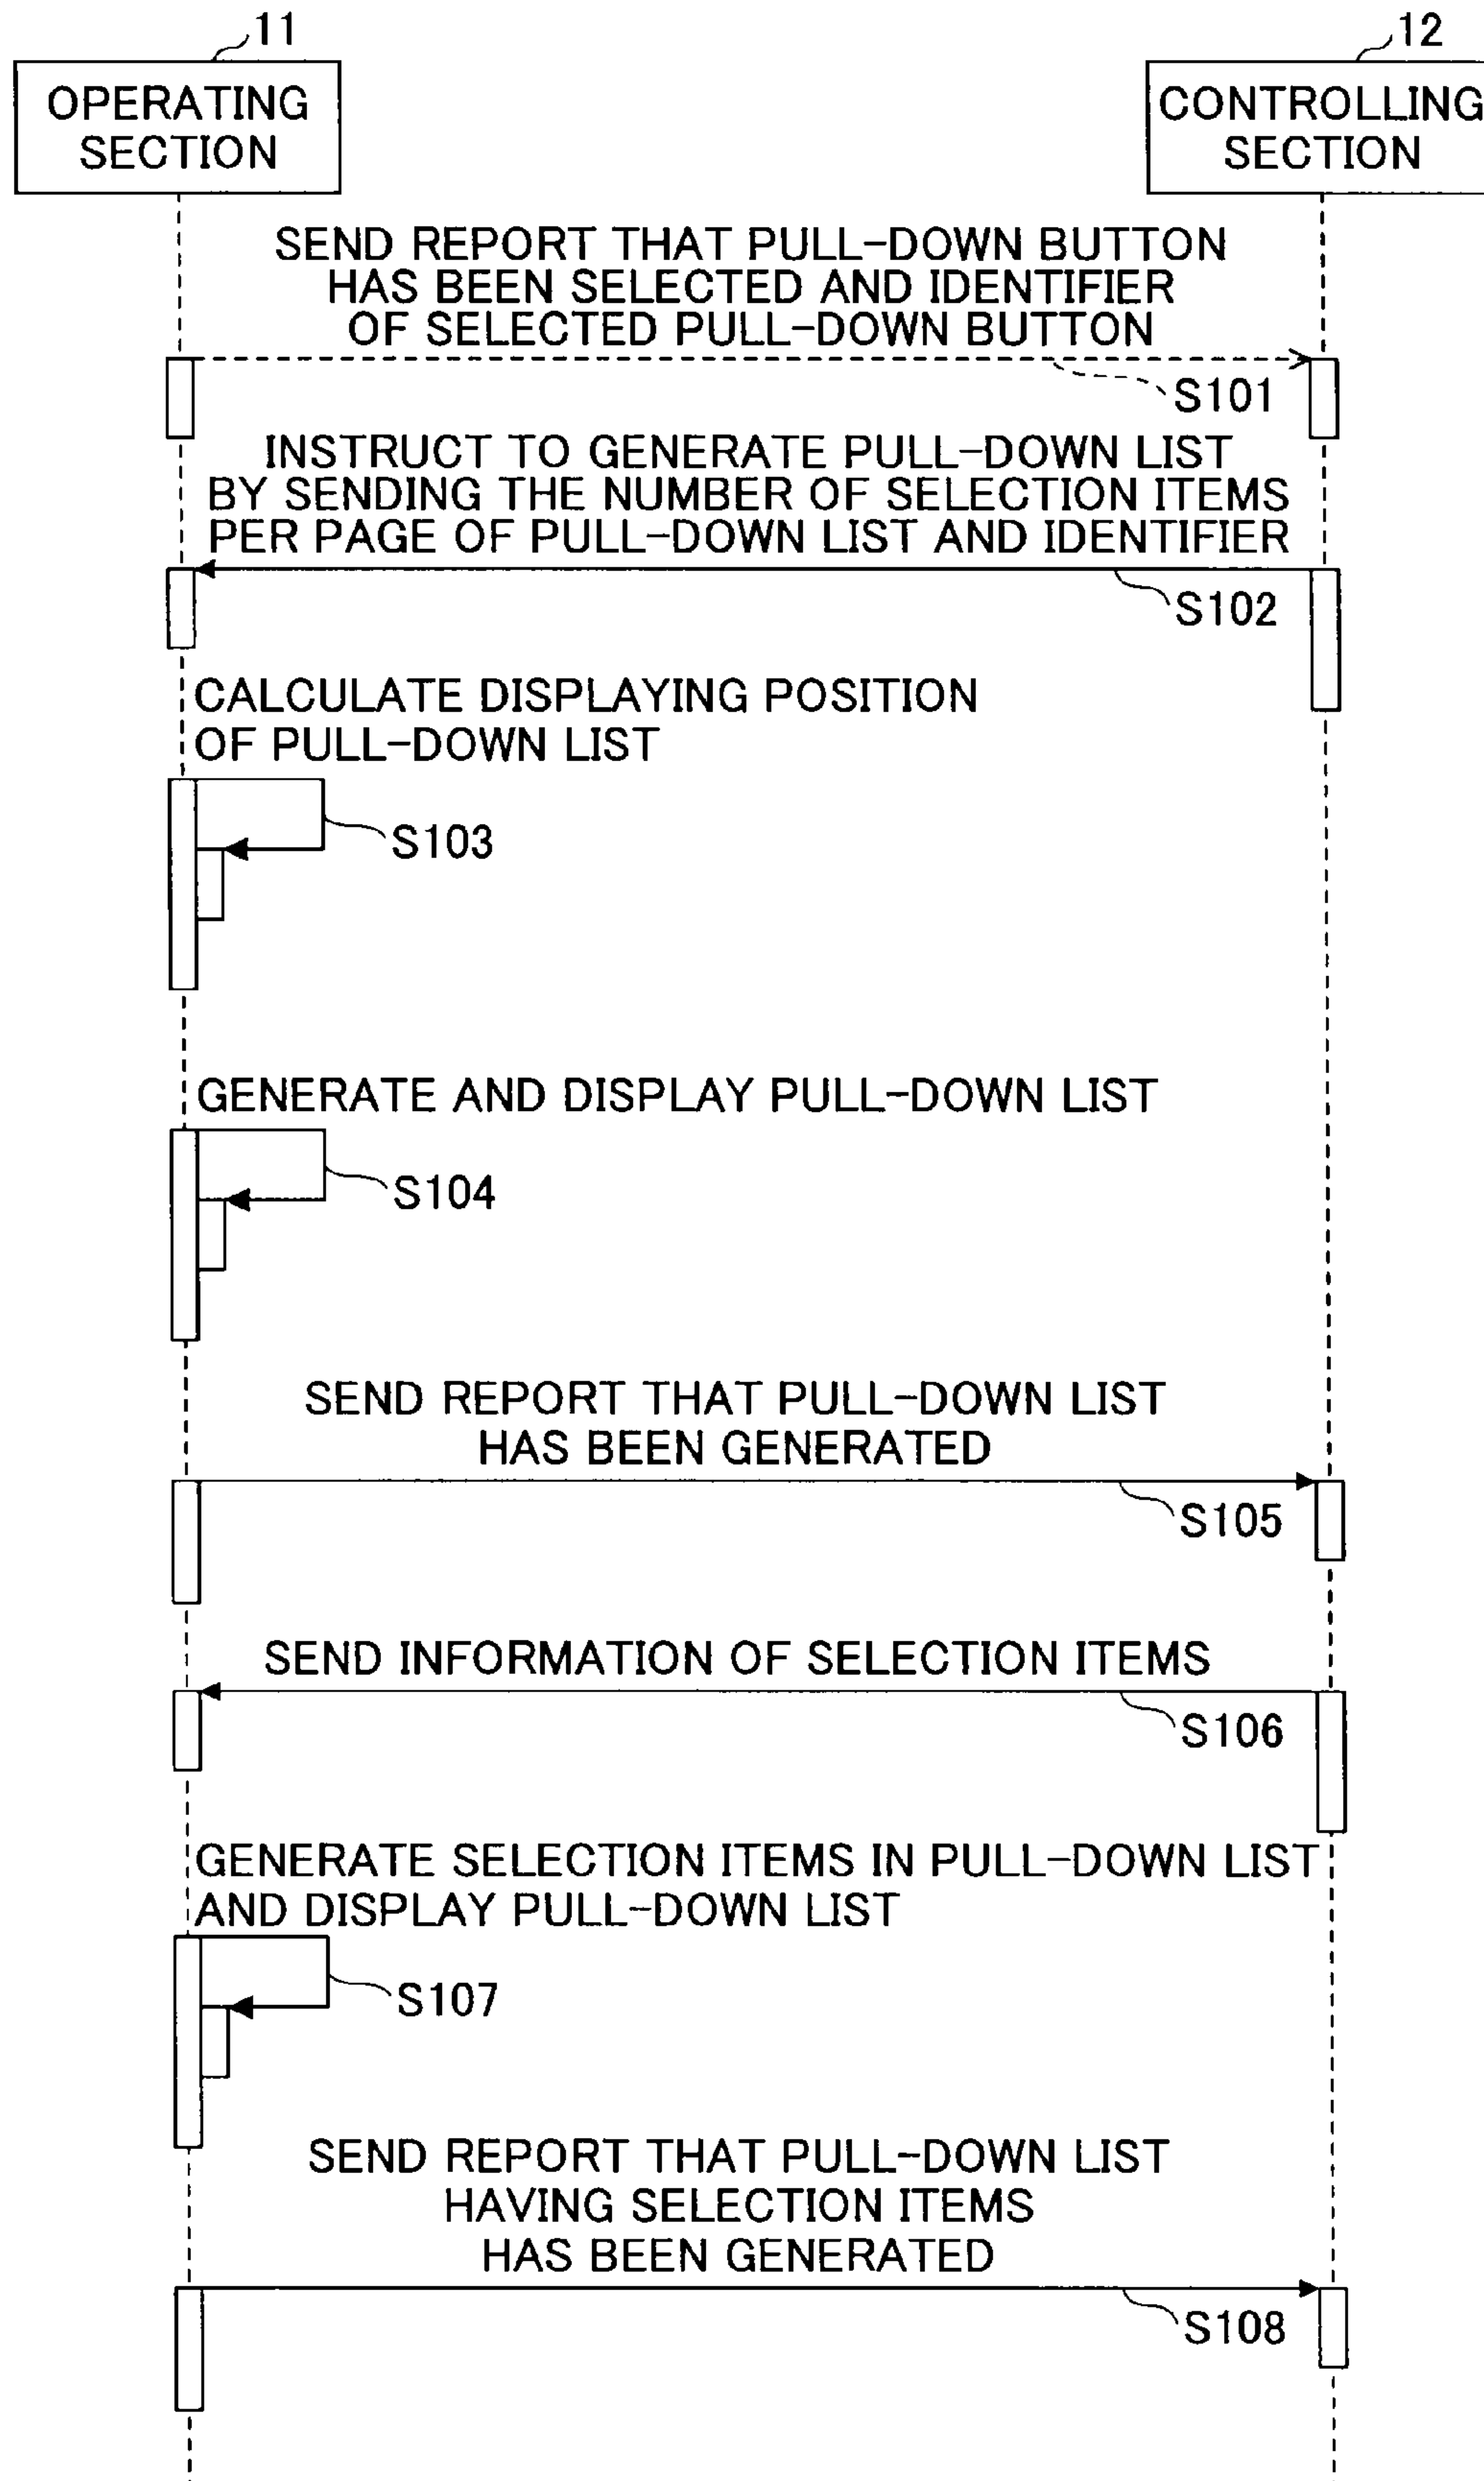 11
12
OPERATING
SECTION
CONTROLLING
SECTION
SEND REPORT THAT PULL-DOWN BUTTON
HAS BEEN SELECTED AND IDENTIFIER
OF SELECTED PULL-DOWN BUTTON
S101
INSTRUCT TO GENERATE PULL-DOWN LIST
BY SENDING THE NUMBER OF SELECTION ITEMS
PER PAGE OF PULL-DOWN LIST AND IDENTIFIER
S102
CALCULATE DISPLAYING POSITION
OF PULL-DOWN LIST
S103
GENERATE AND DISPLAY PULL-DOWN LIST
S104
SEND REPORT THAT PULL-DOWN LIST
HAS BEEN GENERATED
S105
SEND INFORMATION OF SELECTION ITEMS
S106
GENERATE SELECTION ITEMS IN PULL-DOWN LIST
AND DISPLAY PULL-DOWN LIST
S107
SEND REPORT THAT PULL-DOWN LIST
HAVING SELECTION ITEMS
HAS BEEN GENERATED
S108